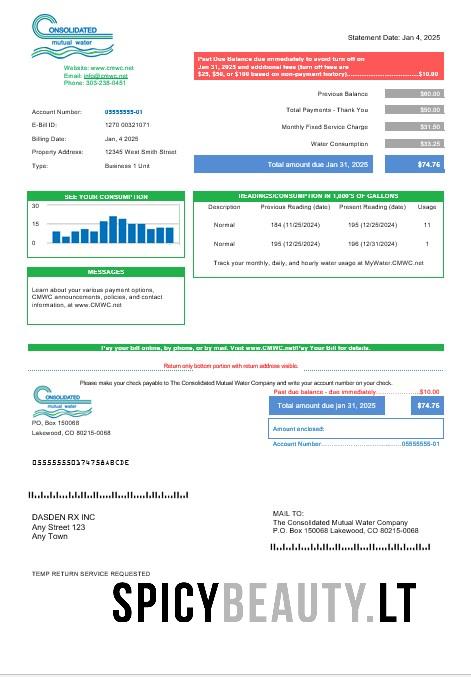 CONSOLIDATED
mutual water
Website: www.cmwc.net
Email: info@cmwc.net
Phone: 303-238-0451
Statement Date: Jan 4, 2025
Past Due Balance due immediately to avoid turn off on
Jan 31, 2025 and additional fees (turn off fees are
$25, $50, or $100 based on non-payment history)....................$10.00
Account Number: 05555555-01
E-Bill ID: 1270 00321071
Billing Date: Jan, 4 2025
Property Address: 12345 West Smith Street
Type: Business 1 Unit
Previous Balance $60.00
Total Payments - Thank You $50.00
Monthly Fixed Service Charge $31.50
Water Consumption $33.25
Total amount due Jan 31, 2025 $74.76
SEE YOUR CONSUMPTION
30
15
0
READINGS/CONSUMPTION IN 1,000'S OF GALLONS
Description Previous Reading (date) Present Reading (date) Usage
Normal 184 (11/25/2024) 195 (12/25/2024) 11
Normal 195 (12/25/2024) 196 (12/31/2024) 1
Track your monthly, daily, and hourly water usage at MyWater.CMWC.net
MESSAGES
Learn about your various payment options,
CMWC announcements, policies, and contact
information, at www.CMWC.net
Pay your bill online, by phone, or by mail. Visit www.CMWC.net/Pay Your Bill for details.
Return only bottom portion with return address visible.
Please make your check payable to The Consolidated Mutual Water Company and write your account number on your check.
CONSOLIDATED
mutual water
PO, Box 150068
Lakewood, CO 80215-0068
Past due balance - due immediately....................$10.00
Total amount due jan 31, 2025 $74.75
Amount enclosed:
Account Number....................05555555-01
055555550174758ABCDE
DASDEN RX INC
Any Street 123
Any Town
MAIL TO:
The Consolidated Mutual Water Company
P.O. Box 150068 Lakewood, CO 80215-0068
TEMP RETURN SERVICE REQUESTED
SPICYBEAUTY.LT